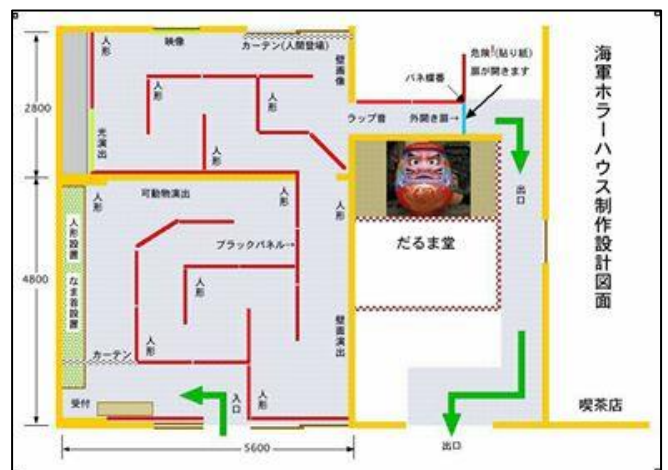 海軍ホラーハウス制作設計図面
人形
映像
カーテン(人間登場)
壁画像
危険!(貼り紙)
扉が開きます
バネ蝶番
2800
人形
人形
ラップ音
外開き扉→
光演出
人形
人形
出口
人形
可動物演出
人形
人形設置
なま首設置
ブラックパネル→
だるま堂
4800
人形
人形
壁画演出
カーテン
受付
入口
人形
喫茶店
5600
出口